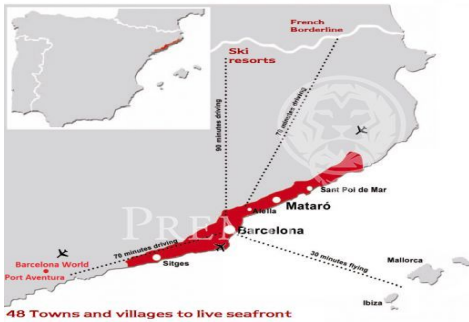 French
Borderline
Ski
resorts
90 minutes driving
75 minutes driving
Sant Pol de Mar
Alella
Mataró
Barcelona
70 minutes driving
30 minutes flying
Barcelona World
Port Aventura
Sitges
Mallorca
Ibiza
48 Towns and villages to live seafront